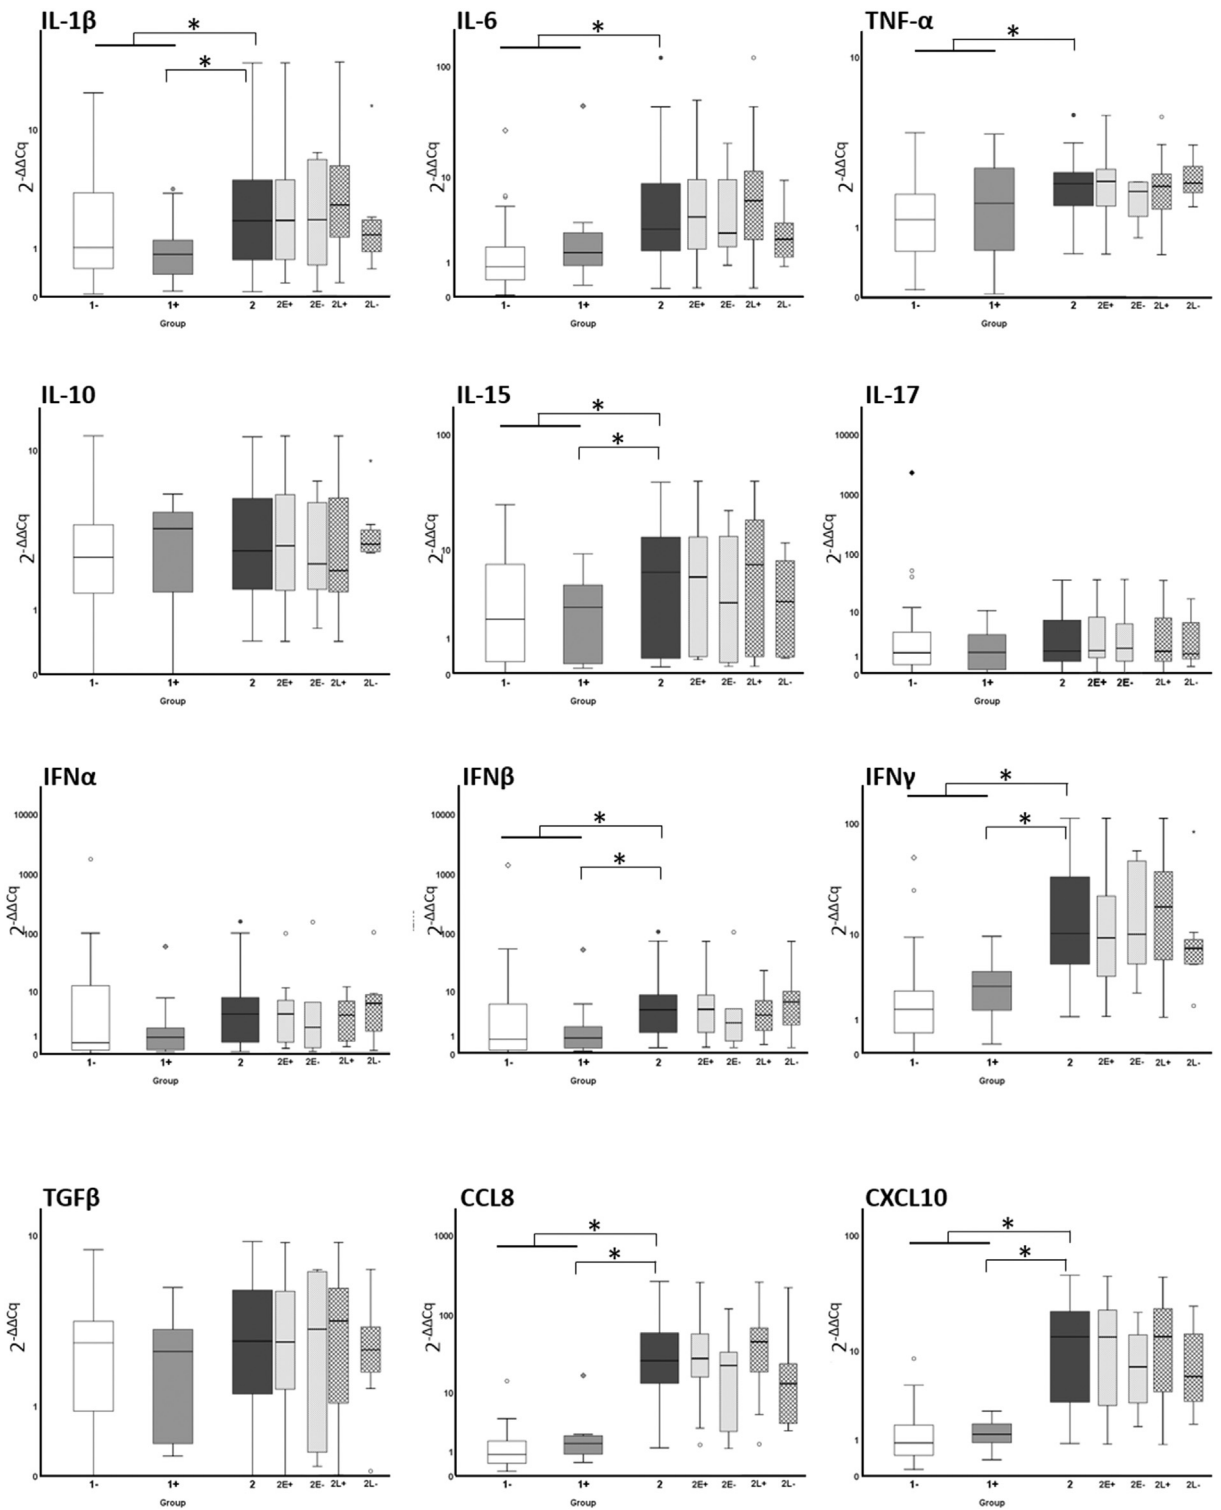 IL-1β
*
*
2-ΔΔCq
10
1
0
1- 1+ 2 2E+ 2E- 2L+ 2L-
Group
IL-6
*
2-ΔΔCq
100
10
1
0
1- 1+ 2 2E+ 2E- 2L+ 2L-
Group
TNF-α
*
2-ΔΔCq
10
1
0
1- 1+ 2 2E+ 2E- 2L+ 2L-
Group
IL-10
2-ΔΔCq
10
1
0
1- 1+ 2 2E+ 2E- 2L+ 2L-
Group
IL-15
*
*
2-ΔΔCq
100
10
1
0
1- 1+ 2 2E+ 2E- 2L+ 2L-
Group
IL-17
2-ΔΔCq
10000
1000
100
10
1
0
1- 1+ 2 2E+ 2E- 2L+ 2L-
Group
IFNα
2-ΔΔCq
10000
1000
100
10
1
0
1- 1+ 2 2E+ 2E- 2L+ 2L-
Group
IFNβ
*
*
2-ΔΔCq
10000
1000
100
10
1
0
1- 1+ 2 2E+ 2E- 2L+ 2L-
Group
IFNγ
*
*
2-ΔΔCq
100
10
1
0
1- 1+ 2 2E+ 2E- 2L+ 2L-
Group
TGFβ
2-ΔΔCq
10
1
0
1- 1+ 2 2E+ 2E- 2L+ 2L-
Group
CCL8
*
*
2-ΔΔCq
1000
100
10
1
0
1- 1+ 2 2E+ 2E- 2L+ 2L-
Group
CXCL10
*
*
2-ΔΔCq
100
10
1
0
1- 1+ 2 2E+ 2E- 2L+ 2L-
Group